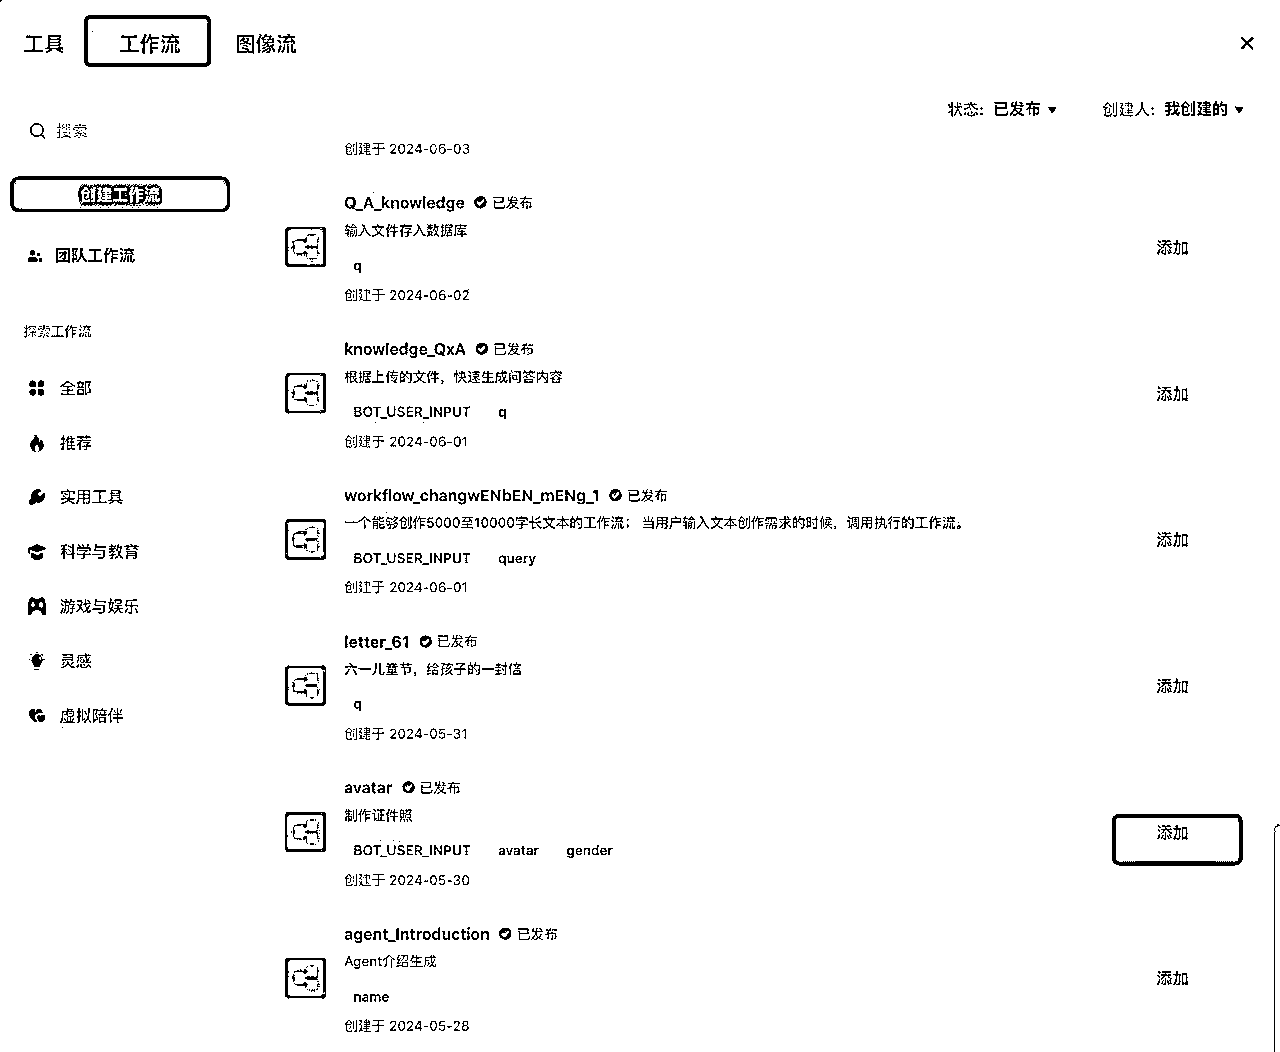 工具 工作流 图像流
状态: 已发布 创建人: 我创建的
搜索
创建工作流
团队工作流
探索工作流
全部
推荐
实用工具
科学与教育
游戏与娱乐
灵感
虚拟陪伴
创建于 2024-06-03
Q_A_knowledge 已发布
输入文件存入数据库
q
创建于 2024-06-02
添加
knowledge_QxA 已发布
根据上传的文件，快速生成问答内容
BOT_USER_INPUT q
创建于 2024-06-01
添加
workflow_changwENbEN_mENg_1 已发布
一个能够创作5000至10000字长文本的工作流； 当用户输入文本创作需求的时候，调用执行的工作流。
BOT_USER_INPUT query
创建于 2024-06-01
添加
letter_61 已发布
六一儿童节，给孩子的一封信
q
创建于 2024-05-31
添加
avatar 已发布
制作证件照
BOT_USER_INPUT avatar gender
创建于 2024-05-30
添加
agent_Introduction 已发布
Agent介绍生成
name
创建于 2024-05-28
添加